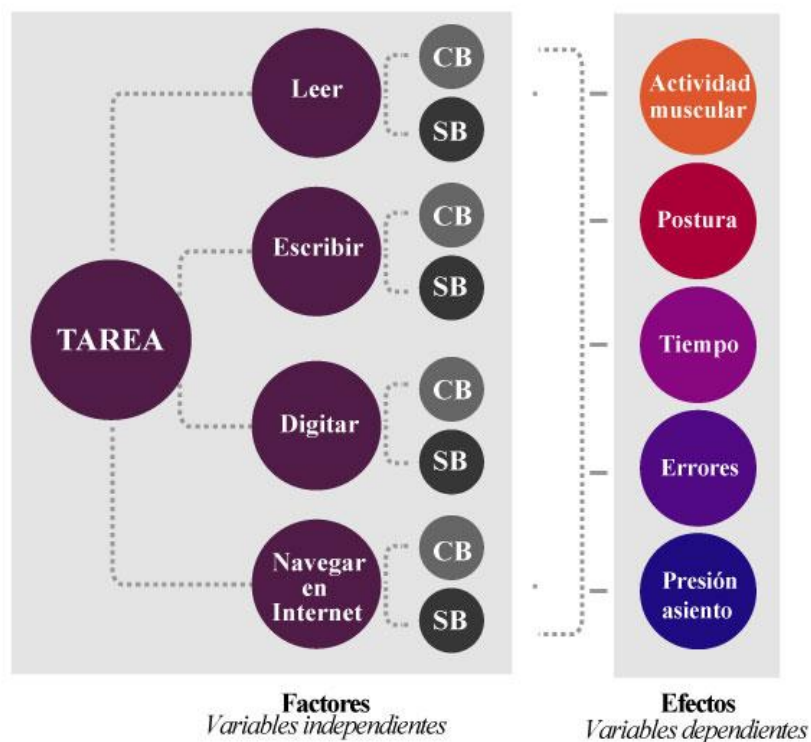 TAREA
Leer
CB
SB
Escribir
CB
SB
Digitar
CB
SB
Navegar
en
Internet
CB
SB
Factores
Variables independientes
Actividad
muscular
Postura
Tiempo
Errores
Presión
asiento
Efectos
Variables dependientes